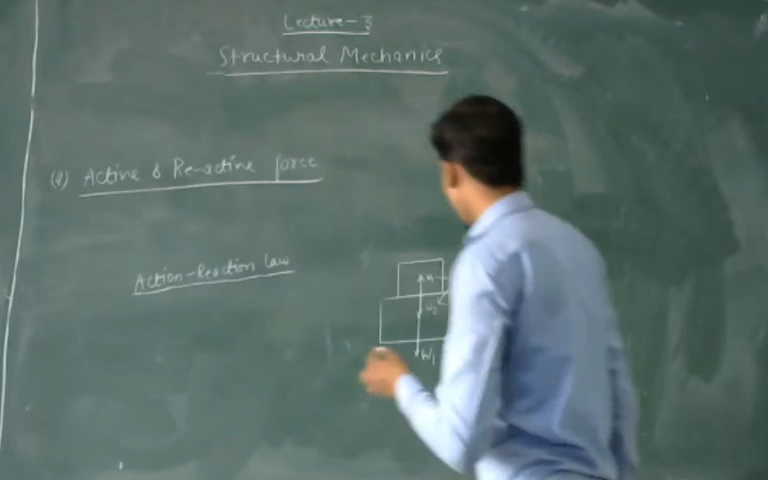 Lecture-3
Structural Mechanics
Active & Re-active force
Action-Reaction law
W₁